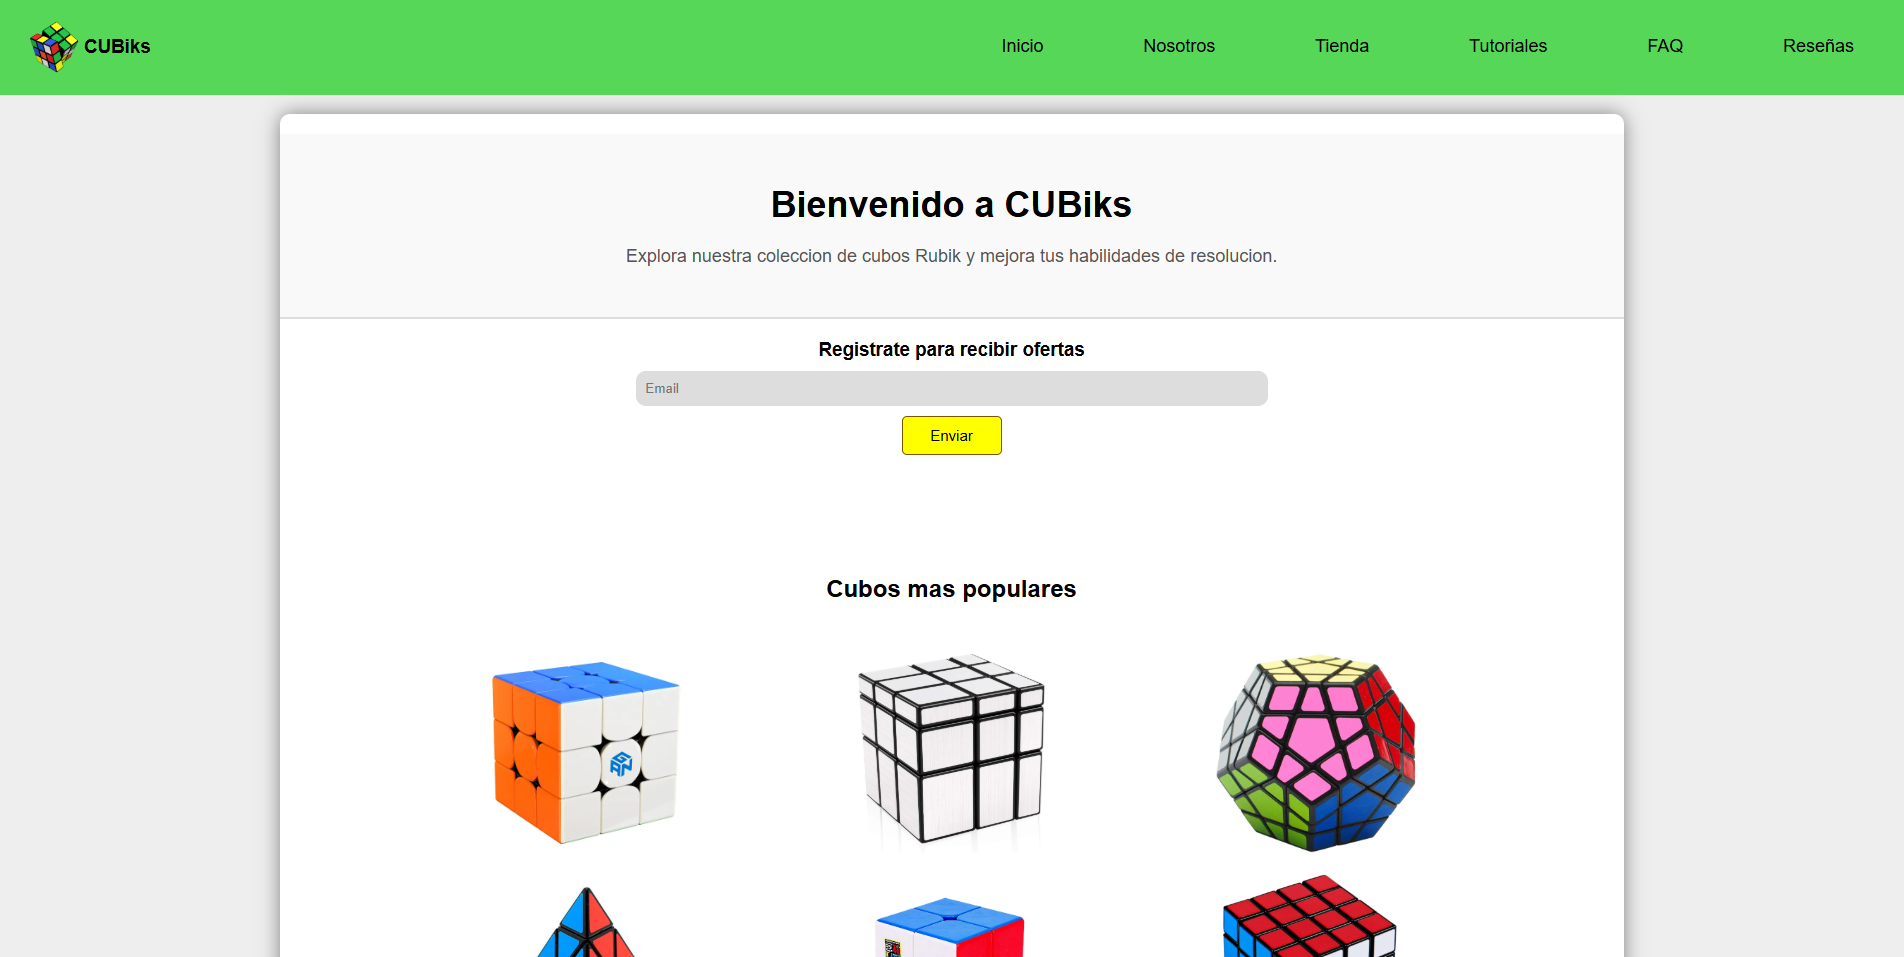 CUBiks
Inicio Nosotros Tienda Tutoriales FAQ Reseñas
Bienvenido a CUBiks
Explora nuestra coleccion de cubos Rubik y mejora tus habilidades de resolucion.
Registrate para recibir ofertas
Email
Enviar
Cubos mas populares
GAN